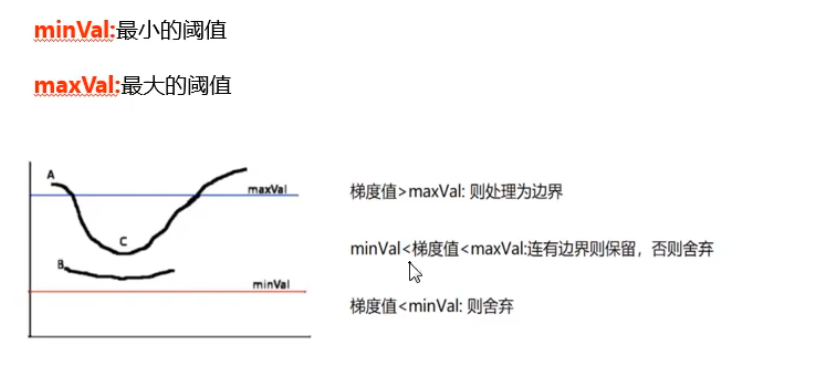 minVal:最小的阈值
maxVal:最大的阈值
A
maxVal
梯度值>maxVal: 则处理为边界
C
minVal<梯度值<maxVal:连有边界则保留，否则舍弃
B
minVal
梯度值<minVal: 则舍弃